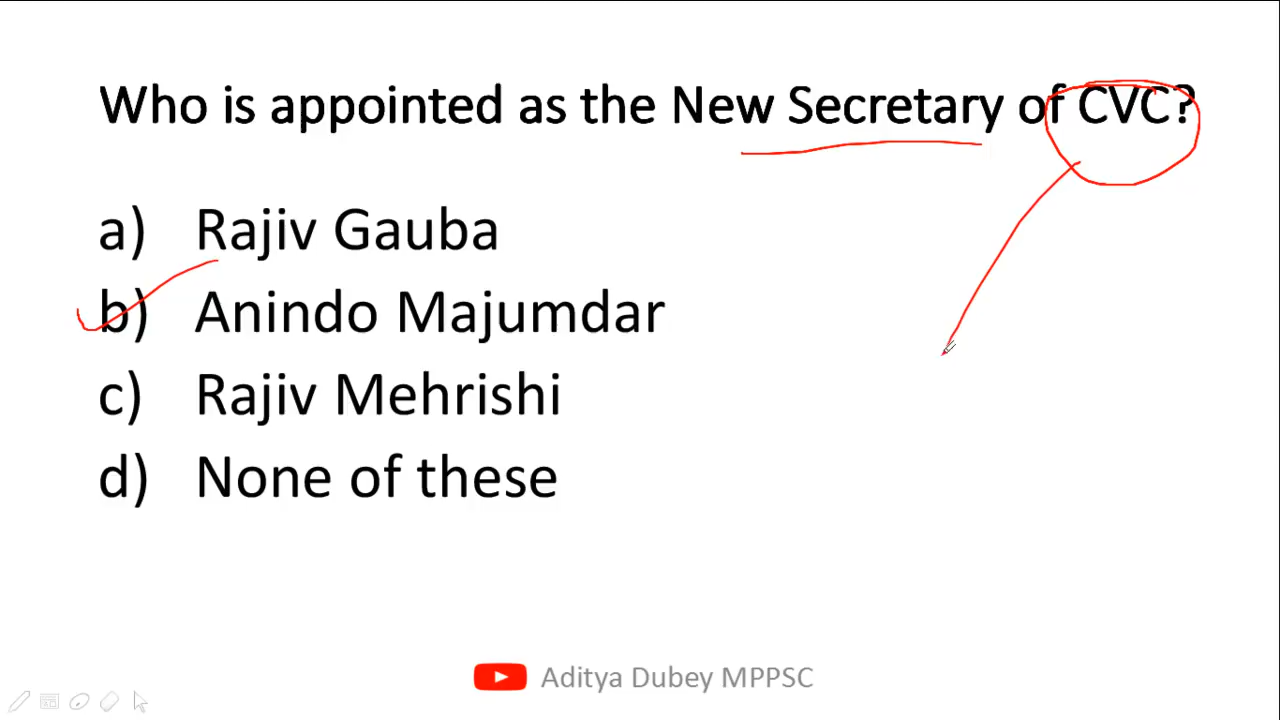 Who is appointed as the New Secretary of CVC?
a) Rajiv Gauba
b) Anindo Majumdar
c) Rajiv Mehrishi
d) None of these
Aditya Dubey MPPSC